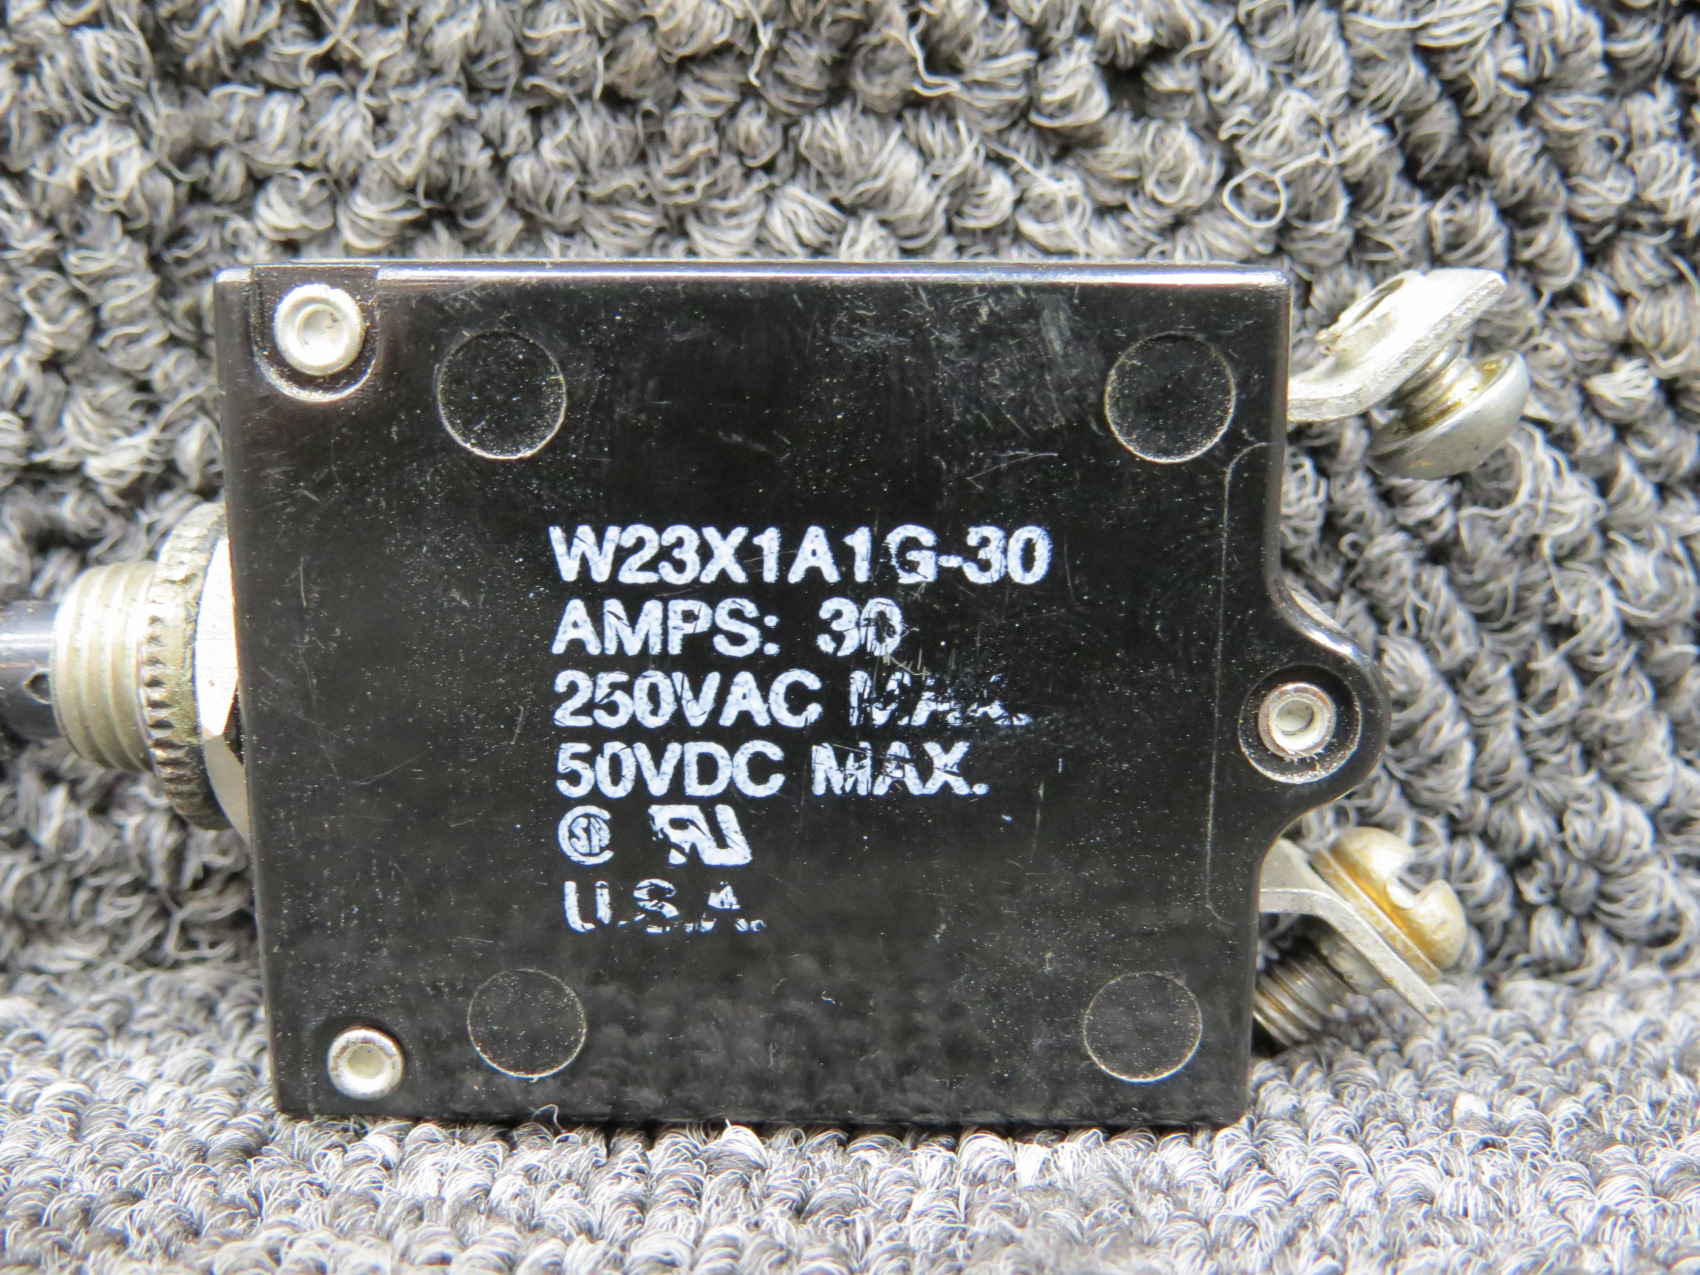 W23X1A1G-30
AMPS: 30
250VAC MAX.
50VDC MAX.
U.S.A.